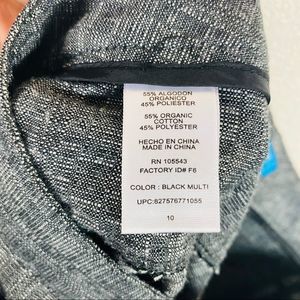 55% ALGODON
ORGANICO
45% POLIESTER
55% ORGANIC
COTTON
45% POLYESTER
HECHO EN CHINA
MADE IN CHINA
RN 105543
FACTORY ID# F6
COLOR : BLACK MULTI
UPC:827576771055
10